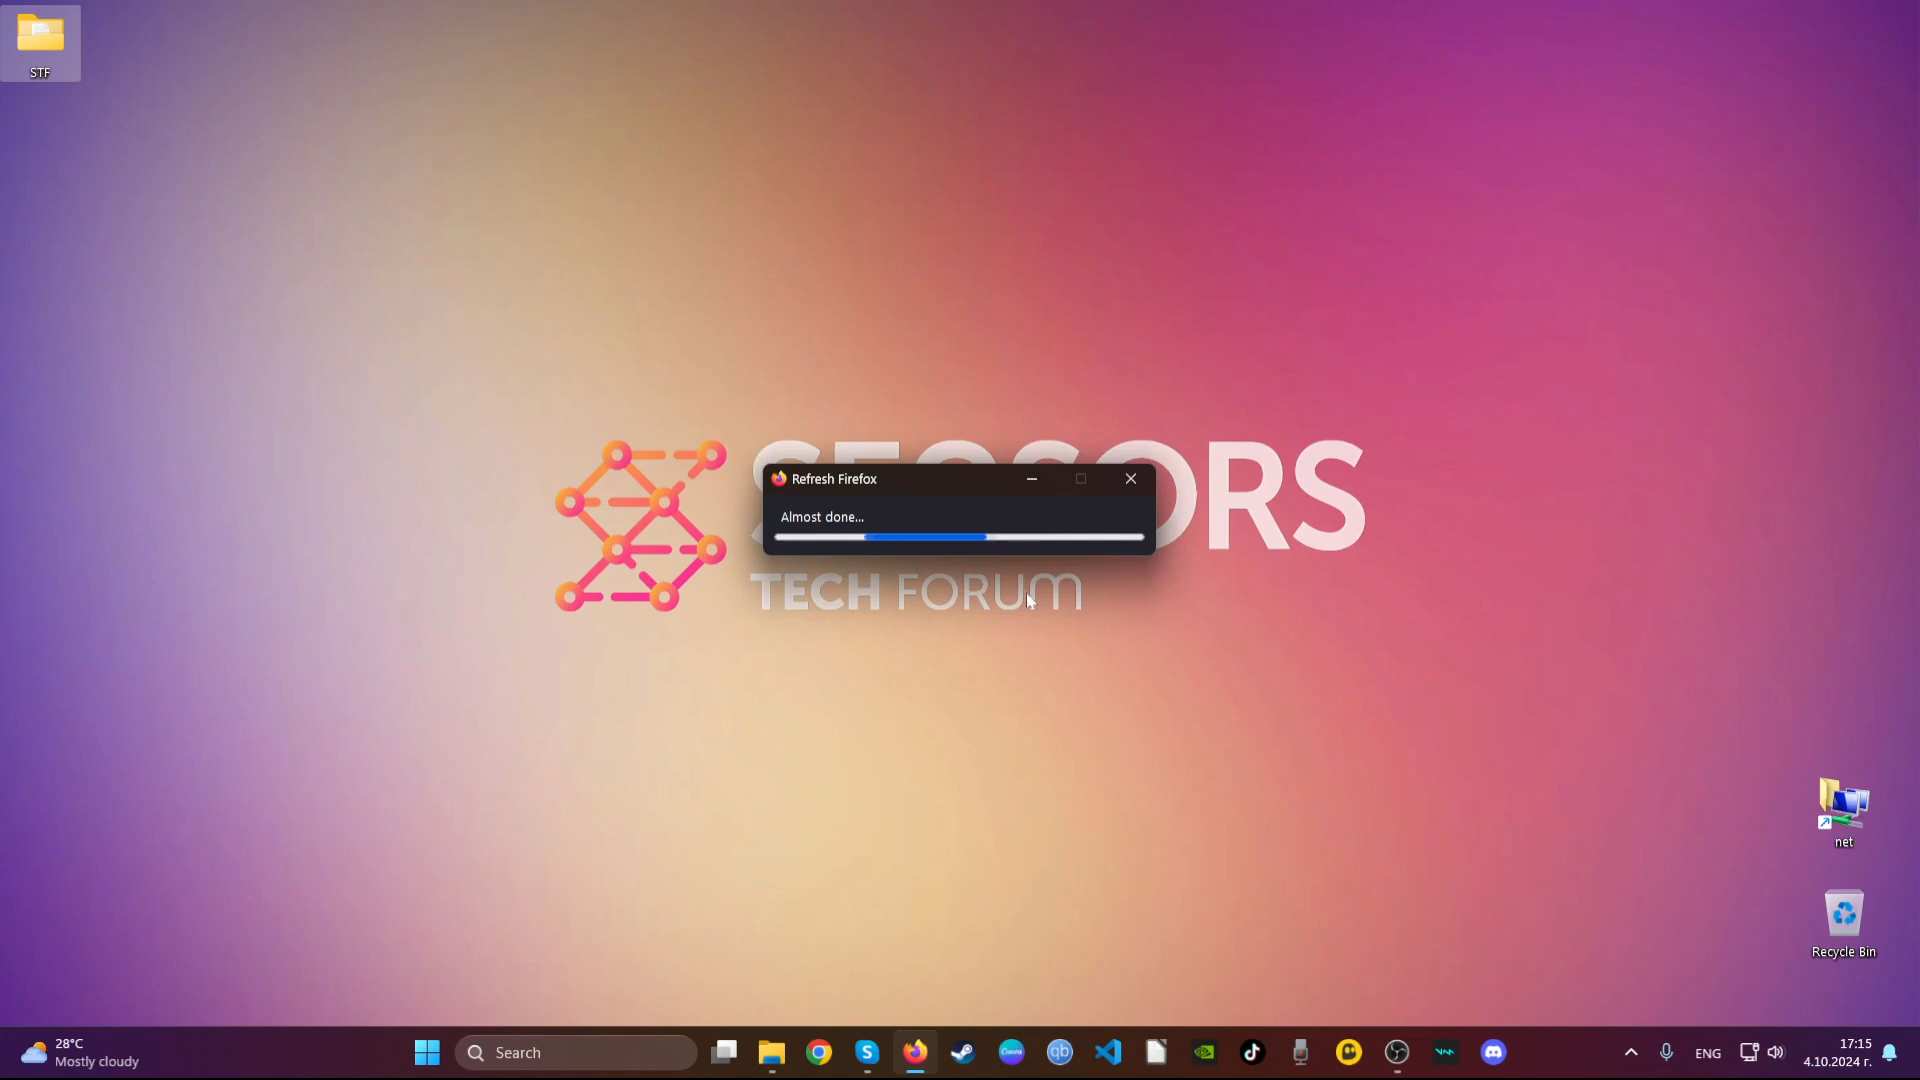 STF
Refresh Firefox
Almost done...
ORS
TECH FORUM
net
Recycle Bin
28°C
Mostly cloudy
Search
ENG
17:15
4.10.2024 г.